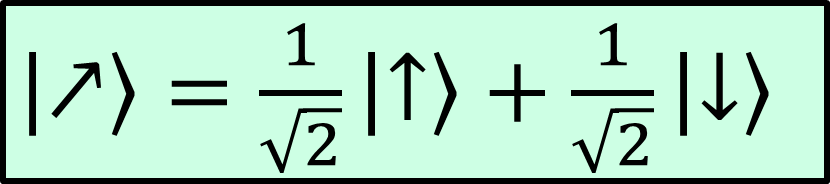 |↗⟩ = 1/√2 |↑⟩ + 1/√2 |↓⟩